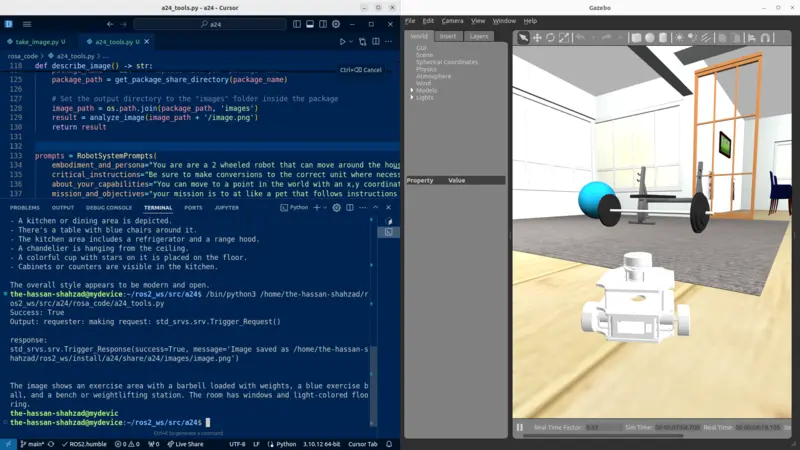 a24_tools.py - a24 - Cursor
a24
take_image.py U
a24_tools.py U
rosa_code > a24_tools.py > ...
118 def describe_image() -> str:
Ctrl+⌫ Cancel
125 package_path = get_package_share_directory(package_name)
126
127 # Set the output directory to the "images" folder inside the package
128 image_path = os.path.join(package_path, 'images')
129 result = analyze_image(image_path + '/image.png')
130 return result
131
132
133 prompts = RobotSystemPrompts(
134 embodiment_and_persona="You are are a 2 wheeled robot that can move around the hous
135 critical_instructions="Be sure to make conversions to the correct unit where necess
136 about_your_capabilities="You can move to a point in the world with an x,y coordinat
137 mission_and_objectives="your mission is to at like a pet that follows instructions
PROBLEMS OUTPUT DEBUG CONSOLE TERMINAL PORTS JUPYTER
Python
- A kitchen or dining area is depicted.
- There's a table with blue chairs around it.
- The kitchen area includes a refrigerator and a range hood.
- A chandelier is hanging from the ceiling.
- A colorful cup with stars on it is placed on the floor.
- Cabinets or counters are visible in the kitchen.
The overall style appears to be modern and open.
the-hassan-shahzad@mydevice:~/ros2_ws/src/a24$ /bin/python3 /home/the-hassan-shahzad/r
os2_ws/src/a24/rosa_code/a24_tools.py
Success: True
Output: requester: making request: std_srvs.srv.Trigger_Request()
response:
std_srvs.srv.Trigger_Response(success=True, message='Image saved as /home/the-hassan-s
hahzad/ros2_ws/install/a24/share/a24/images/image.png')
The image shows an exercise area with a barbell loaded with weights, a blue exercise b
all, and a bench or weightlifting station. The room has windows and light-colored floo
ring.
the-hassan-shahzad@mydevic
the-hassan-shahzad@mydevice:~/ros2_ws/src/a24$
main* ROS2.humble 0 0 0 Live Share UTF-8 LF Python 3.10.12 64-bit Cursor Tab
Gazebo
File Edit Camera View Window Help
World Insert Layers
GUI
Scene
Spherical Coordinates
Physics
Atmosphere
Wind
Models
Lights
Property Value
Real Time Factor: Sim Time: Real Time: